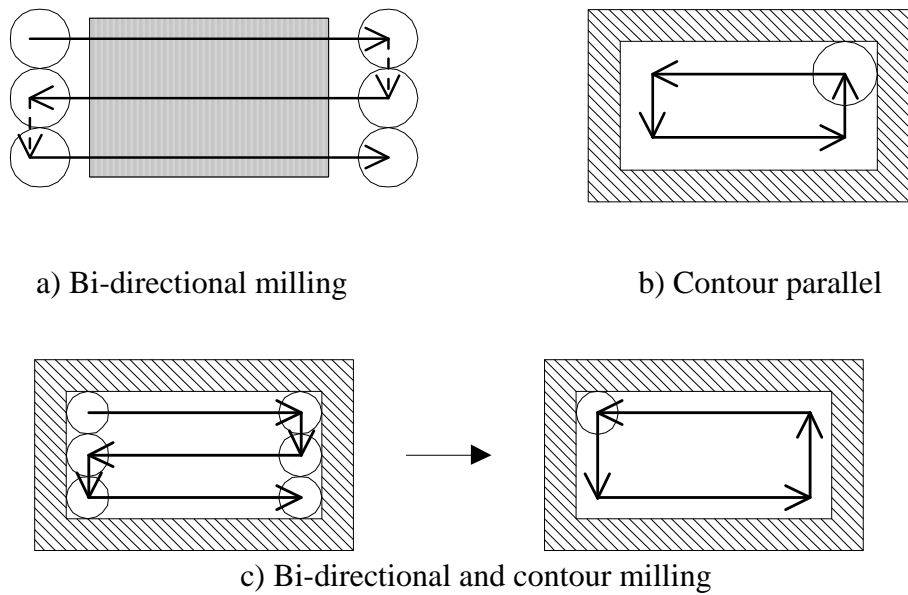 a) Bi-directional milling
b) Contour parallel
c) Bi-directional and contour milling